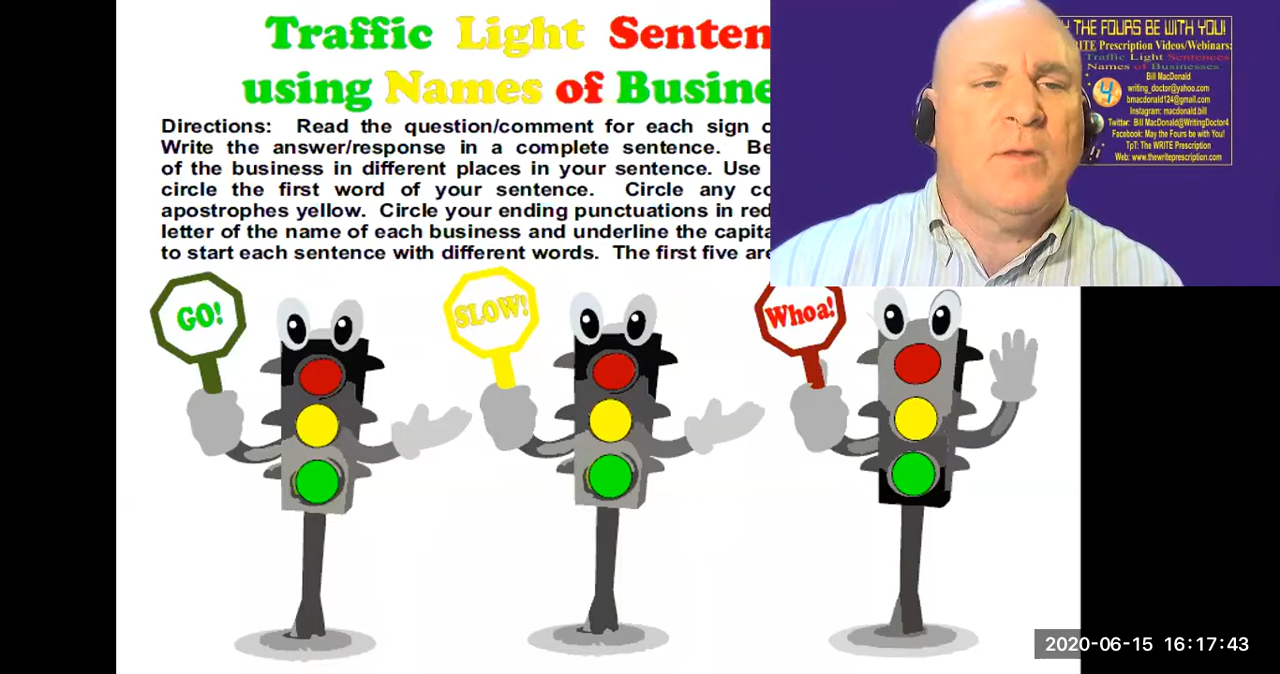 Traffic Light Senten
using Names of Busine
Directions: Read the question/comment for each sign o
Write the answer/response in a complete sentence. Be
of the business in different places in your sentence. Use
circle the first word of your sentence. Circle any co
apostrophes yellow. Circle your ending punctuations in red
letter of the name of each business and underline the capita
to start each sentence with different words. The first five are
GO!
SLOW!
Whoa!
Y THE FOURS BE WITH YOU!
RITE Prescription Videos/Webinars:
Traffic Light Sentences
Names of Businesses
Bill MacDonald
4
writing_doctor@yahoo.com
bmacdonald124@gmail.com
Instagram: macdonald.bill
Twitter: Bill MacDonald@WritingDoctor4
Facebook: May the Fours be with You!
TpT: The WRITE Prescription
Web: www.thewriteprescription.com
2020-06-15 16:17:43